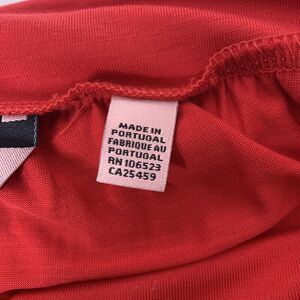 MADE IN
PORTUGAL
FABRIQUE AU
PORTUGAL
RN 106523
CA25459